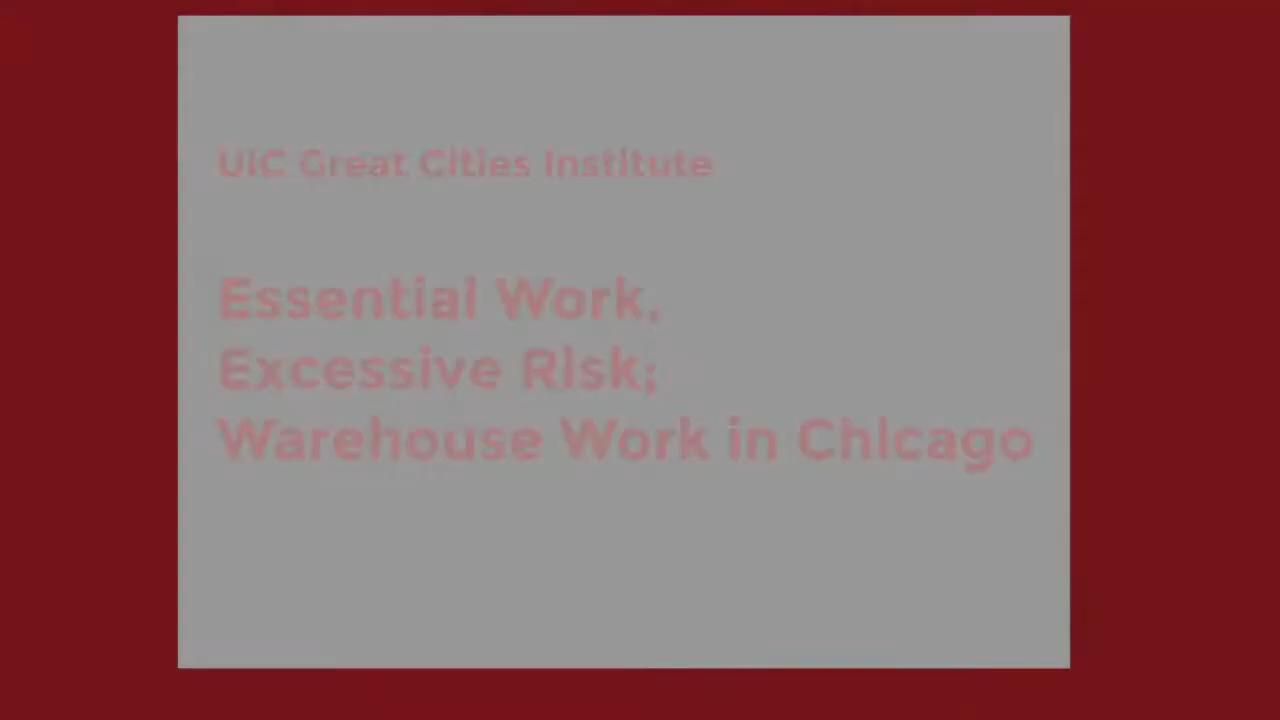 UIC Great Cities Institute
Essential Work,
Excessive Risk;
Warehouse Work in Chicago